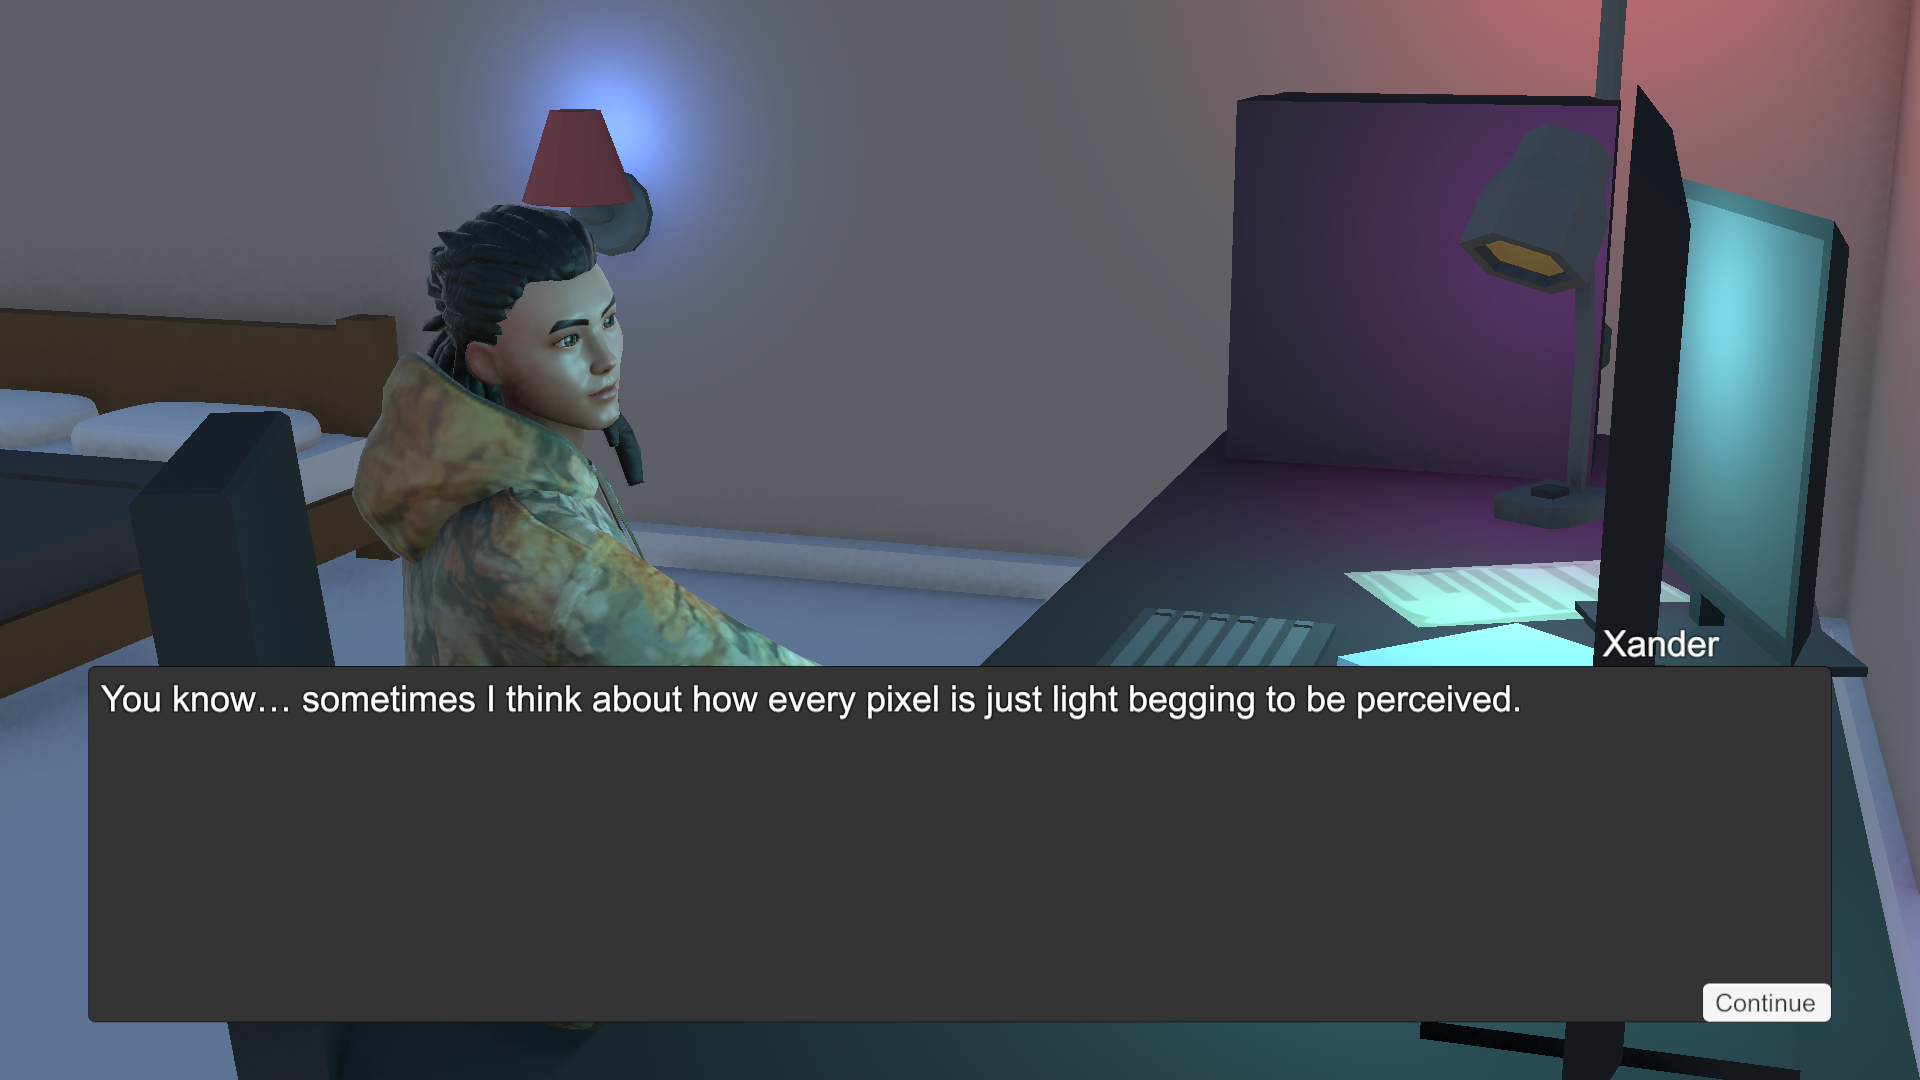 Xander
You know… sometimes I think about how every pixel is just light begging to be perceived.
Continue